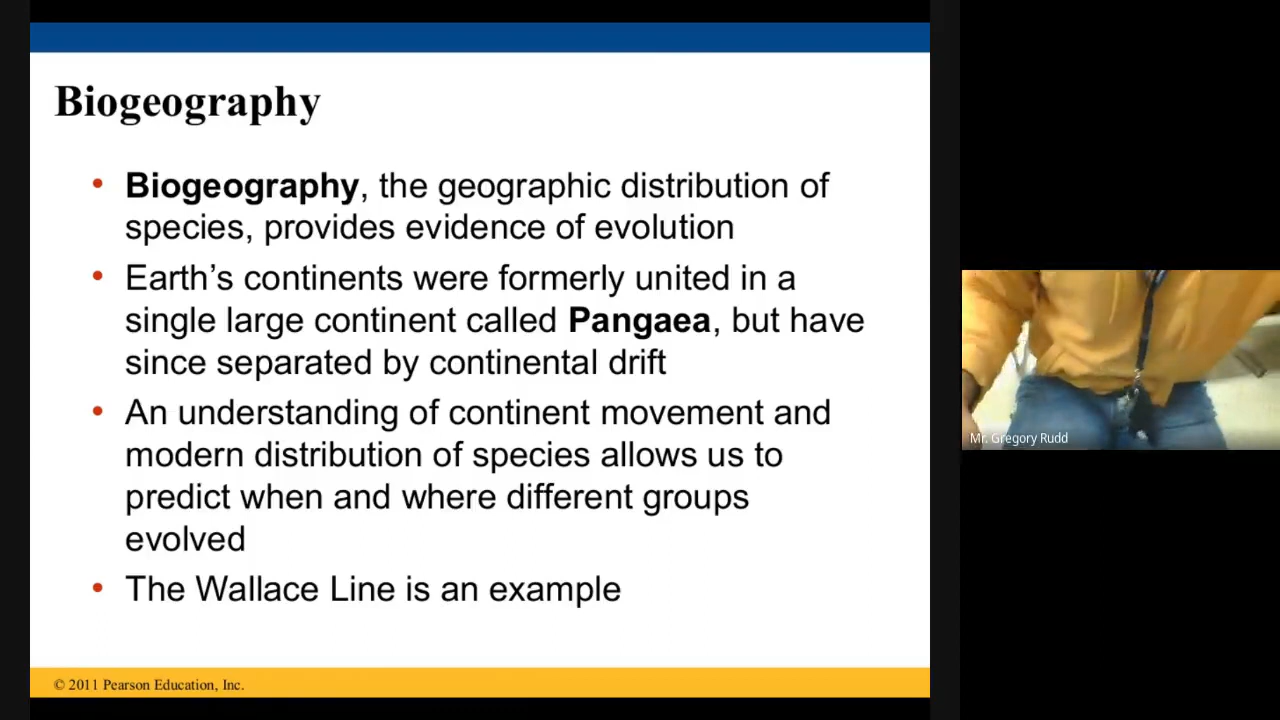 Biogeography
• Biogeography, the geographic distribution of
species, provides evidence of evolution
• Earth’s continents were formerly united in a
single large continent called Pangaea, but have
since separated by continental drift
• An understanding of continent movement and
modern distribution of species allows us to
predict when and where different groups
evolved
• The Wallace Line is an example
© 2011 Pearson Education, Inc.
Mr. Gregory Rudd